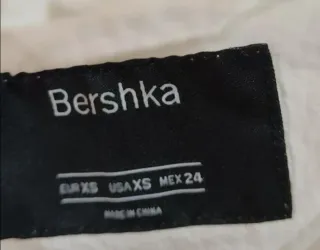 Bershka
EUR XS USA XS MEX 24
MADE IN CHINA